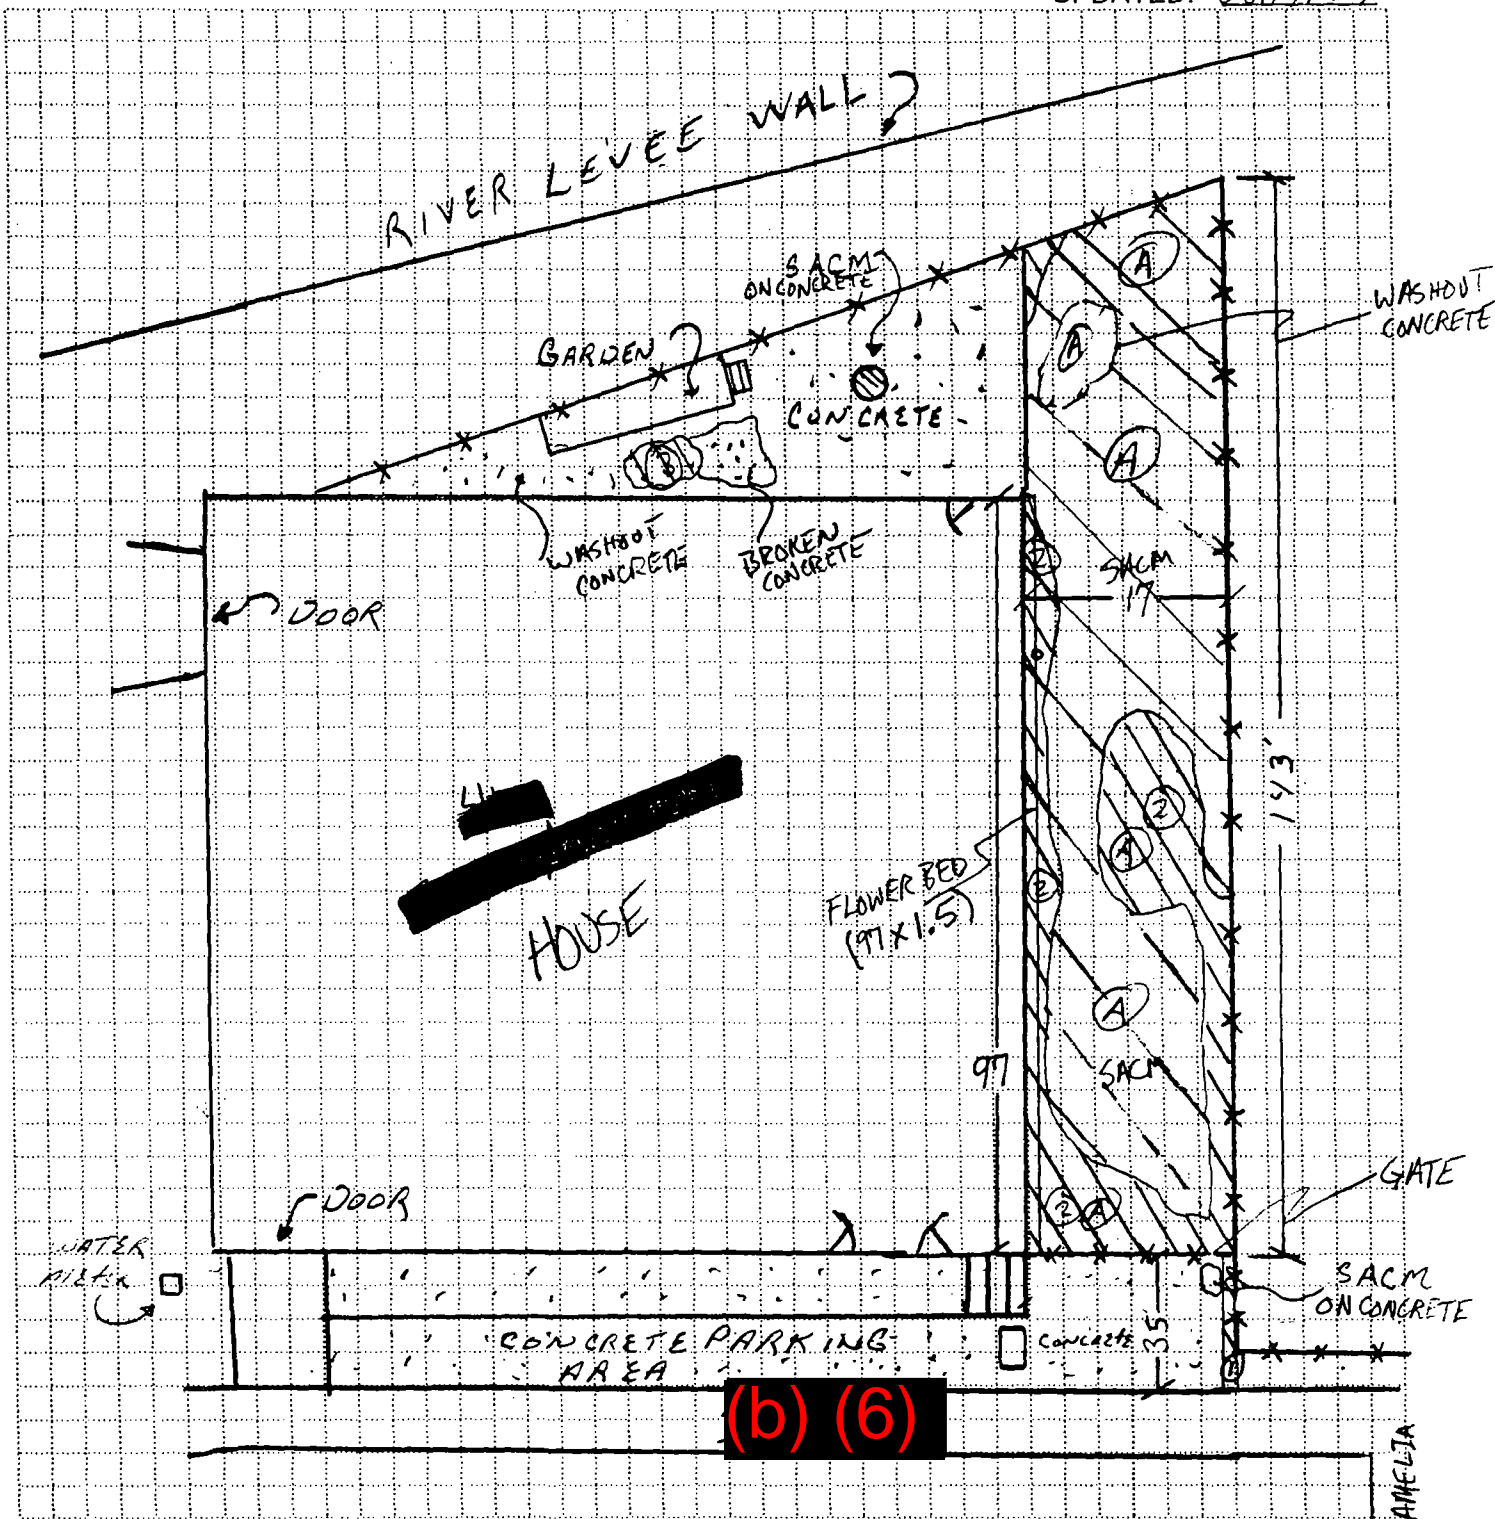 UPDATED:
RIVER LEVEE WALL
SACM
ON CONCRETE
GARDEN
CONCRETE
A
A
WASHOUT
CONCRETE
B
A
WASHOUT
CONCRETE
BROKEN
CONCRETE
2
SACM
17
DOOR
143'
2
A
FLOWER BED
(97 X 1.5)
2
HOUSE
A
97
SACM
GATE
DOOR
2
A
WATER
METER
SACM
ON CONCRETE
CONCRETE PARKING
AREA
CONCRETE
35
2
(b) (6)
AMELIA